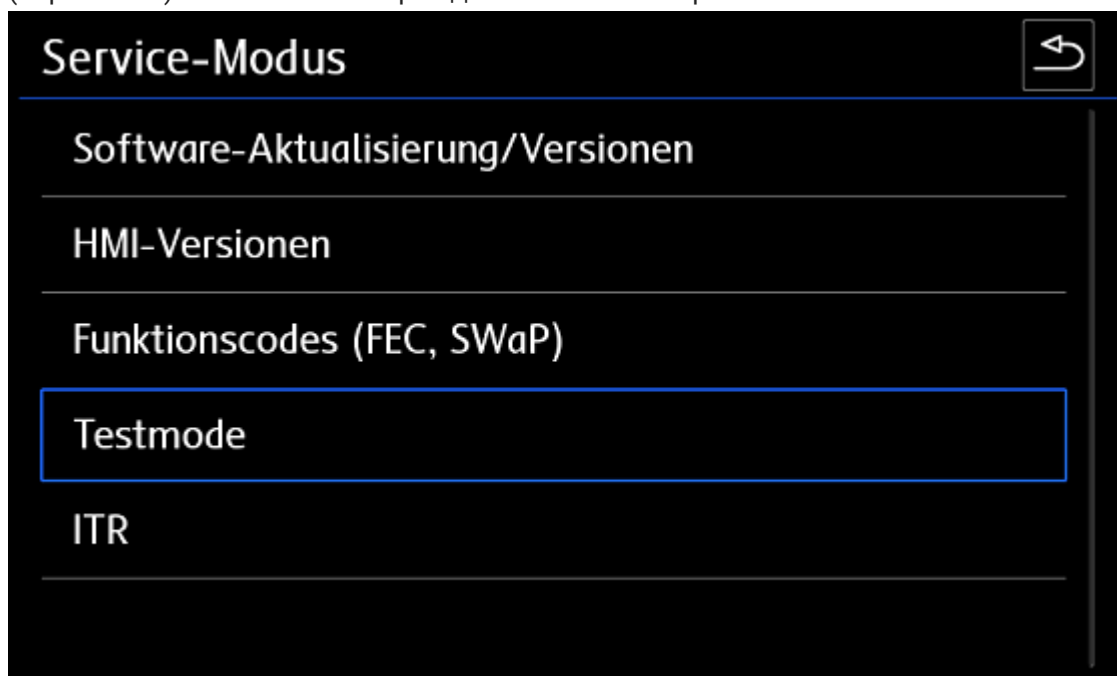 Service-Modus
Software-Aktualisierung/Versionen
HMI-Versionen
Funktionscodes (FEC, SWaP)
Testmode
ITR